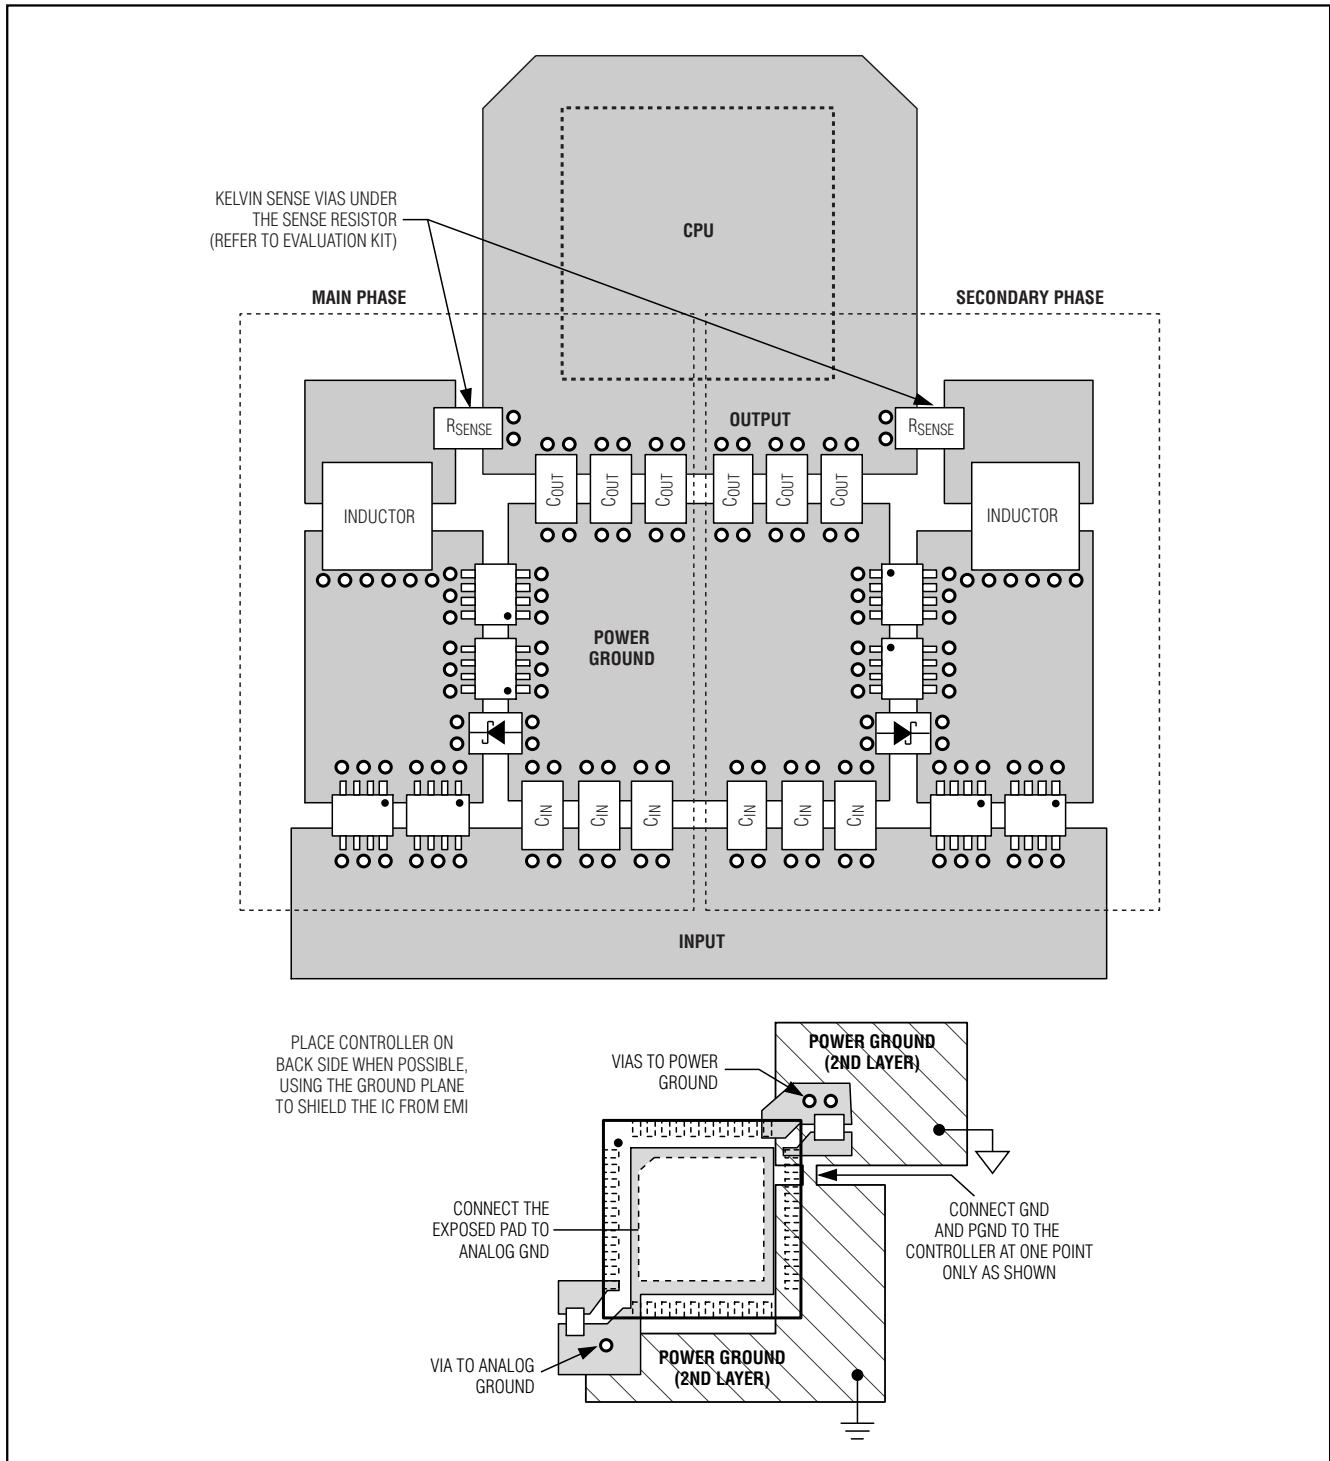 CPU
KELVIN SENSE VIAS UNDER
THE SENSE RESISTOR
(REFER TO EVALUATION KIT)
MAIN PHASE
SECONDARY PHASE
RSENSE
OUTPUT
RSENSE
COUT
COUT
COUT
COUT
COUT
COUT
INDUCTOR
INDUCTOR
POWER
GROUND
CIN
CIN
CIN
CIN
CIN
CIN
INPUT
PLACE CONTROLLER ON
BACK SIDE WHEN POSSIBLE,
USING THE GROUND PLANE
TO SHIELD THE IC FROM EMI
VIAS TO POWER
GROUND
POWER GROUND
(2ND LAYER)
CONNECT THE
EXPOSED PAD TO
ANALOG GND
CONNECT GND
AND PGND TO THE
CONTROLLER AT ONE POINT
ONLY AS SHOWN
VIA TO ANALOG
GROUND
POWER GROUND
(2ND LAYER)